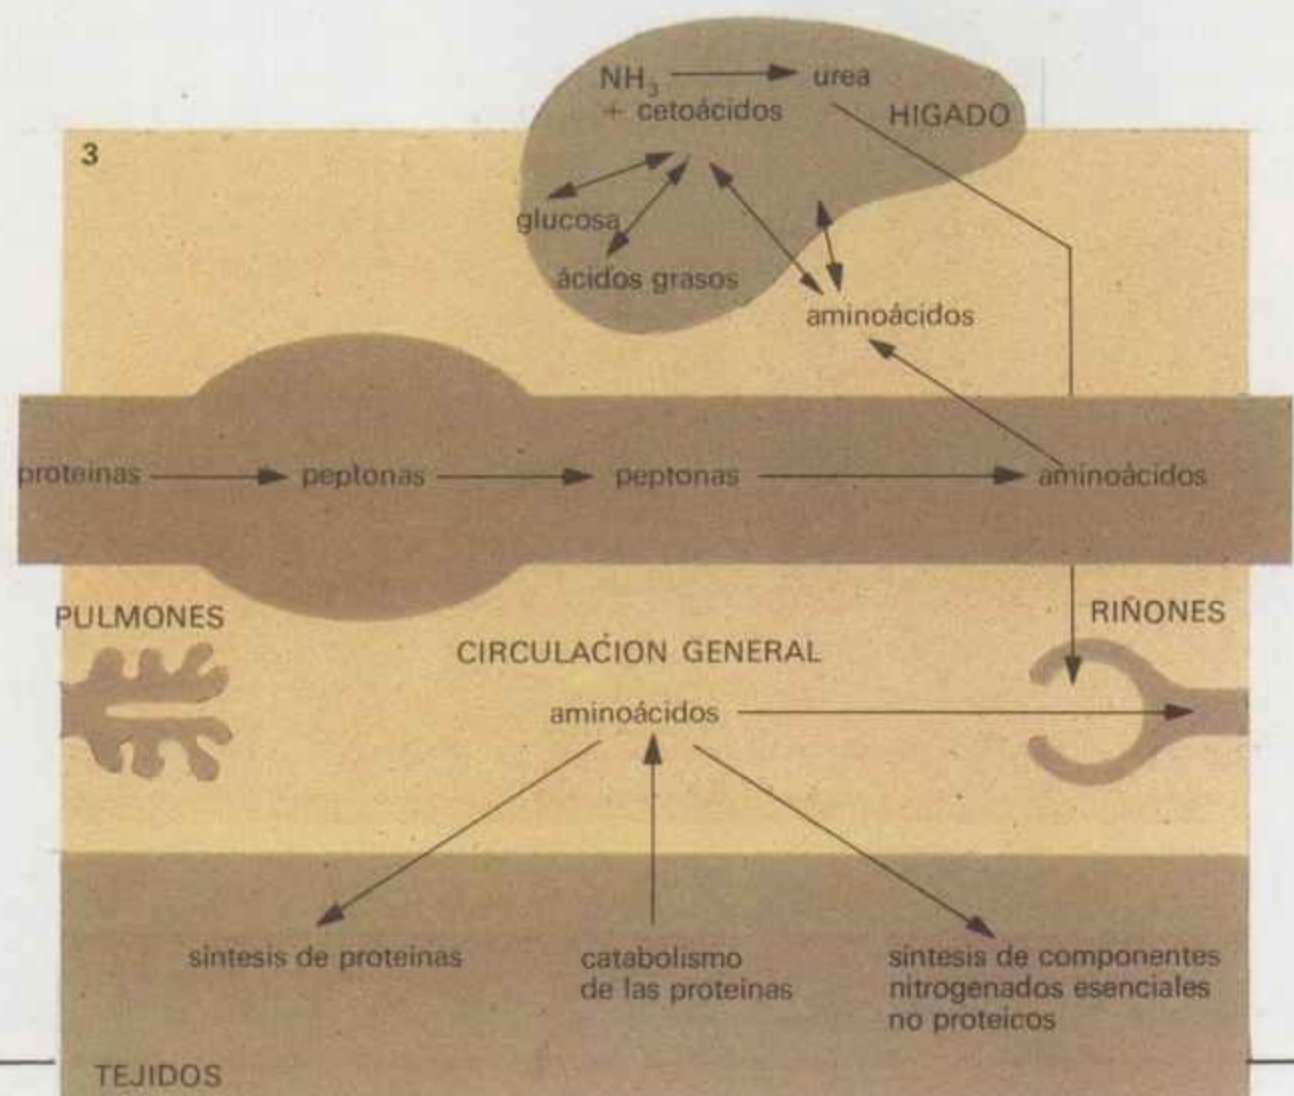 3
NH₃ urea
+ cetoácidos
HIGADO
glucosa
ácidos grasos
aminoácidos
proteinas peptonas peptonas aminoácidos
PULMONES
RIÑONES
CIRCULACION GENERAL
aminoácidos
sintesis de proteinas
catabolismo
de las proteinas
sintesis de componentes
nitrogenados esenciales
no proteicos
TEJIDOS